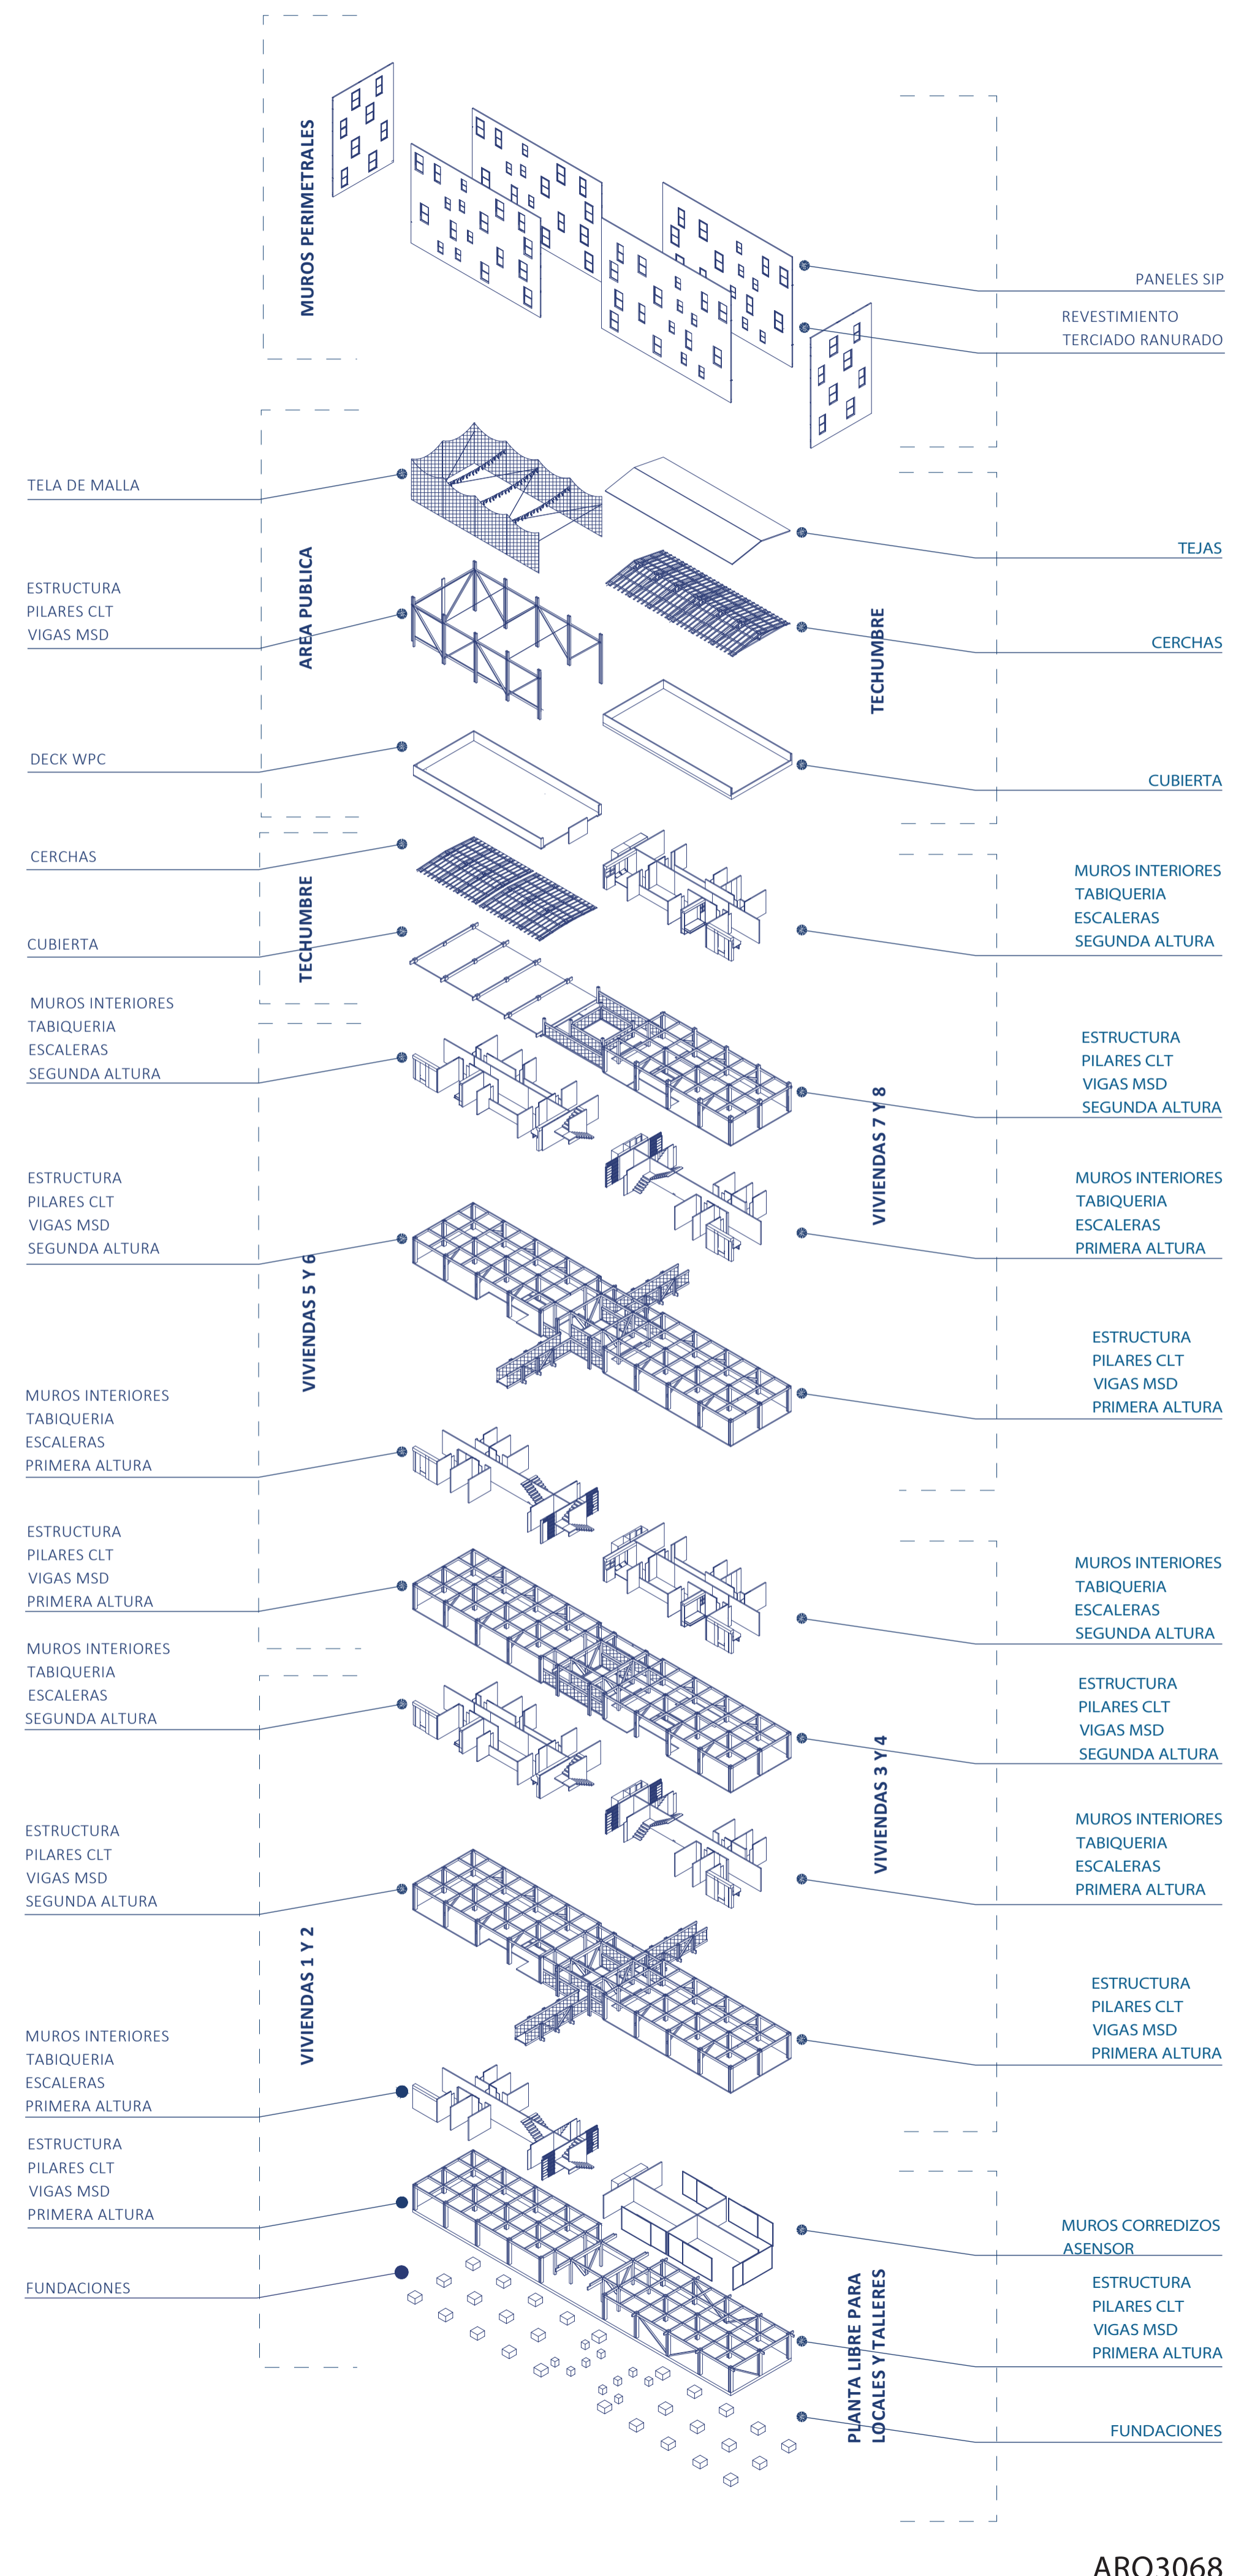 MUROS PERIMETRALES
PANELES SIP
REVESTIMIENTO
TERCIADO RANURADO
AREA PUBLICA
TELA DE MALLA
ESTRUCTURA
PILARES CLT
VIGAS MSD
DECK WPC
TECHUMBRE
TEJAS
CERCHAS
CUBIERTA
TECHUMBRE
CERCHAS
CUBIERTA
VIVIENDAS 7 Y 8
MUROS INTERIORES
TABIQUERIA
ESCALERAS
SEGUNDA ALTURA
ESTRUCTURA
PILARES CLT
VIGAS MSD
SEGUNDA ALTURA
MUROS INTERIORES
TABIQUERIA
ESCALERAS
PRIMERA ALTURA
ESTRUCTURA
PILARES CLT
VIGAS MSD
PRIMERA ALTURA
VIVIENDAS 5 Y 6
MUROS INTERIORES
TABIQUERIA
ESCALERAS
SEGUNDA ALTURA
ESTRUCTURA
PILARES CLT
VIGAS MSD
SEGUNDA ALTURA
MUROS INTERIORES
TABIQUERIA
ESCALERAS
PRIMERA ALTURA
ESTRUCTURA
PILARES CLT
VIGAS MSD
PRIMERA ALTURA
VIVIENDAS 3 Y 4
MUROS INTERIORES
TABIQUERIA
ESCALERAS
SEGUNDA ALTURA
ESTRUCTURA
PILARES CLT
VIGAS MSD
SEGUNDA ALTURA
MUROS INTERIORES
TABIQUERIA
ESCALERAS
PRIMERA ALTURA
ESTRUCTURA
PILARES CLT
VIGAS MSD
PRIMERA ALTURA
VIVIENDAS 1 Y 2
MUROS INTERIORES
TABIQUERIA
ESCALERAS
SEGUNDA ALTURA
ESTRUCTURA
PILARES CLT
VIGAS MSD
SEGUNDA ALTURA
MUROS INTERIORES
TABIQUERIA
ESCALERAS
PRIMERA ALTURA
ESTRUCTURA
PILARES CLT
VIGAS MSD
PRIMERA ALTURA
FUNDACIONES
PLANTA LIBRE PARA
LOCALES Y TALLERES
MUROS CORREDIZOS
ASENSOR
ESTRUCTURA
PILARES CLT
VIGAS MSD
PRIMERA ALTURA
FUNDACIONES
ARQ3068